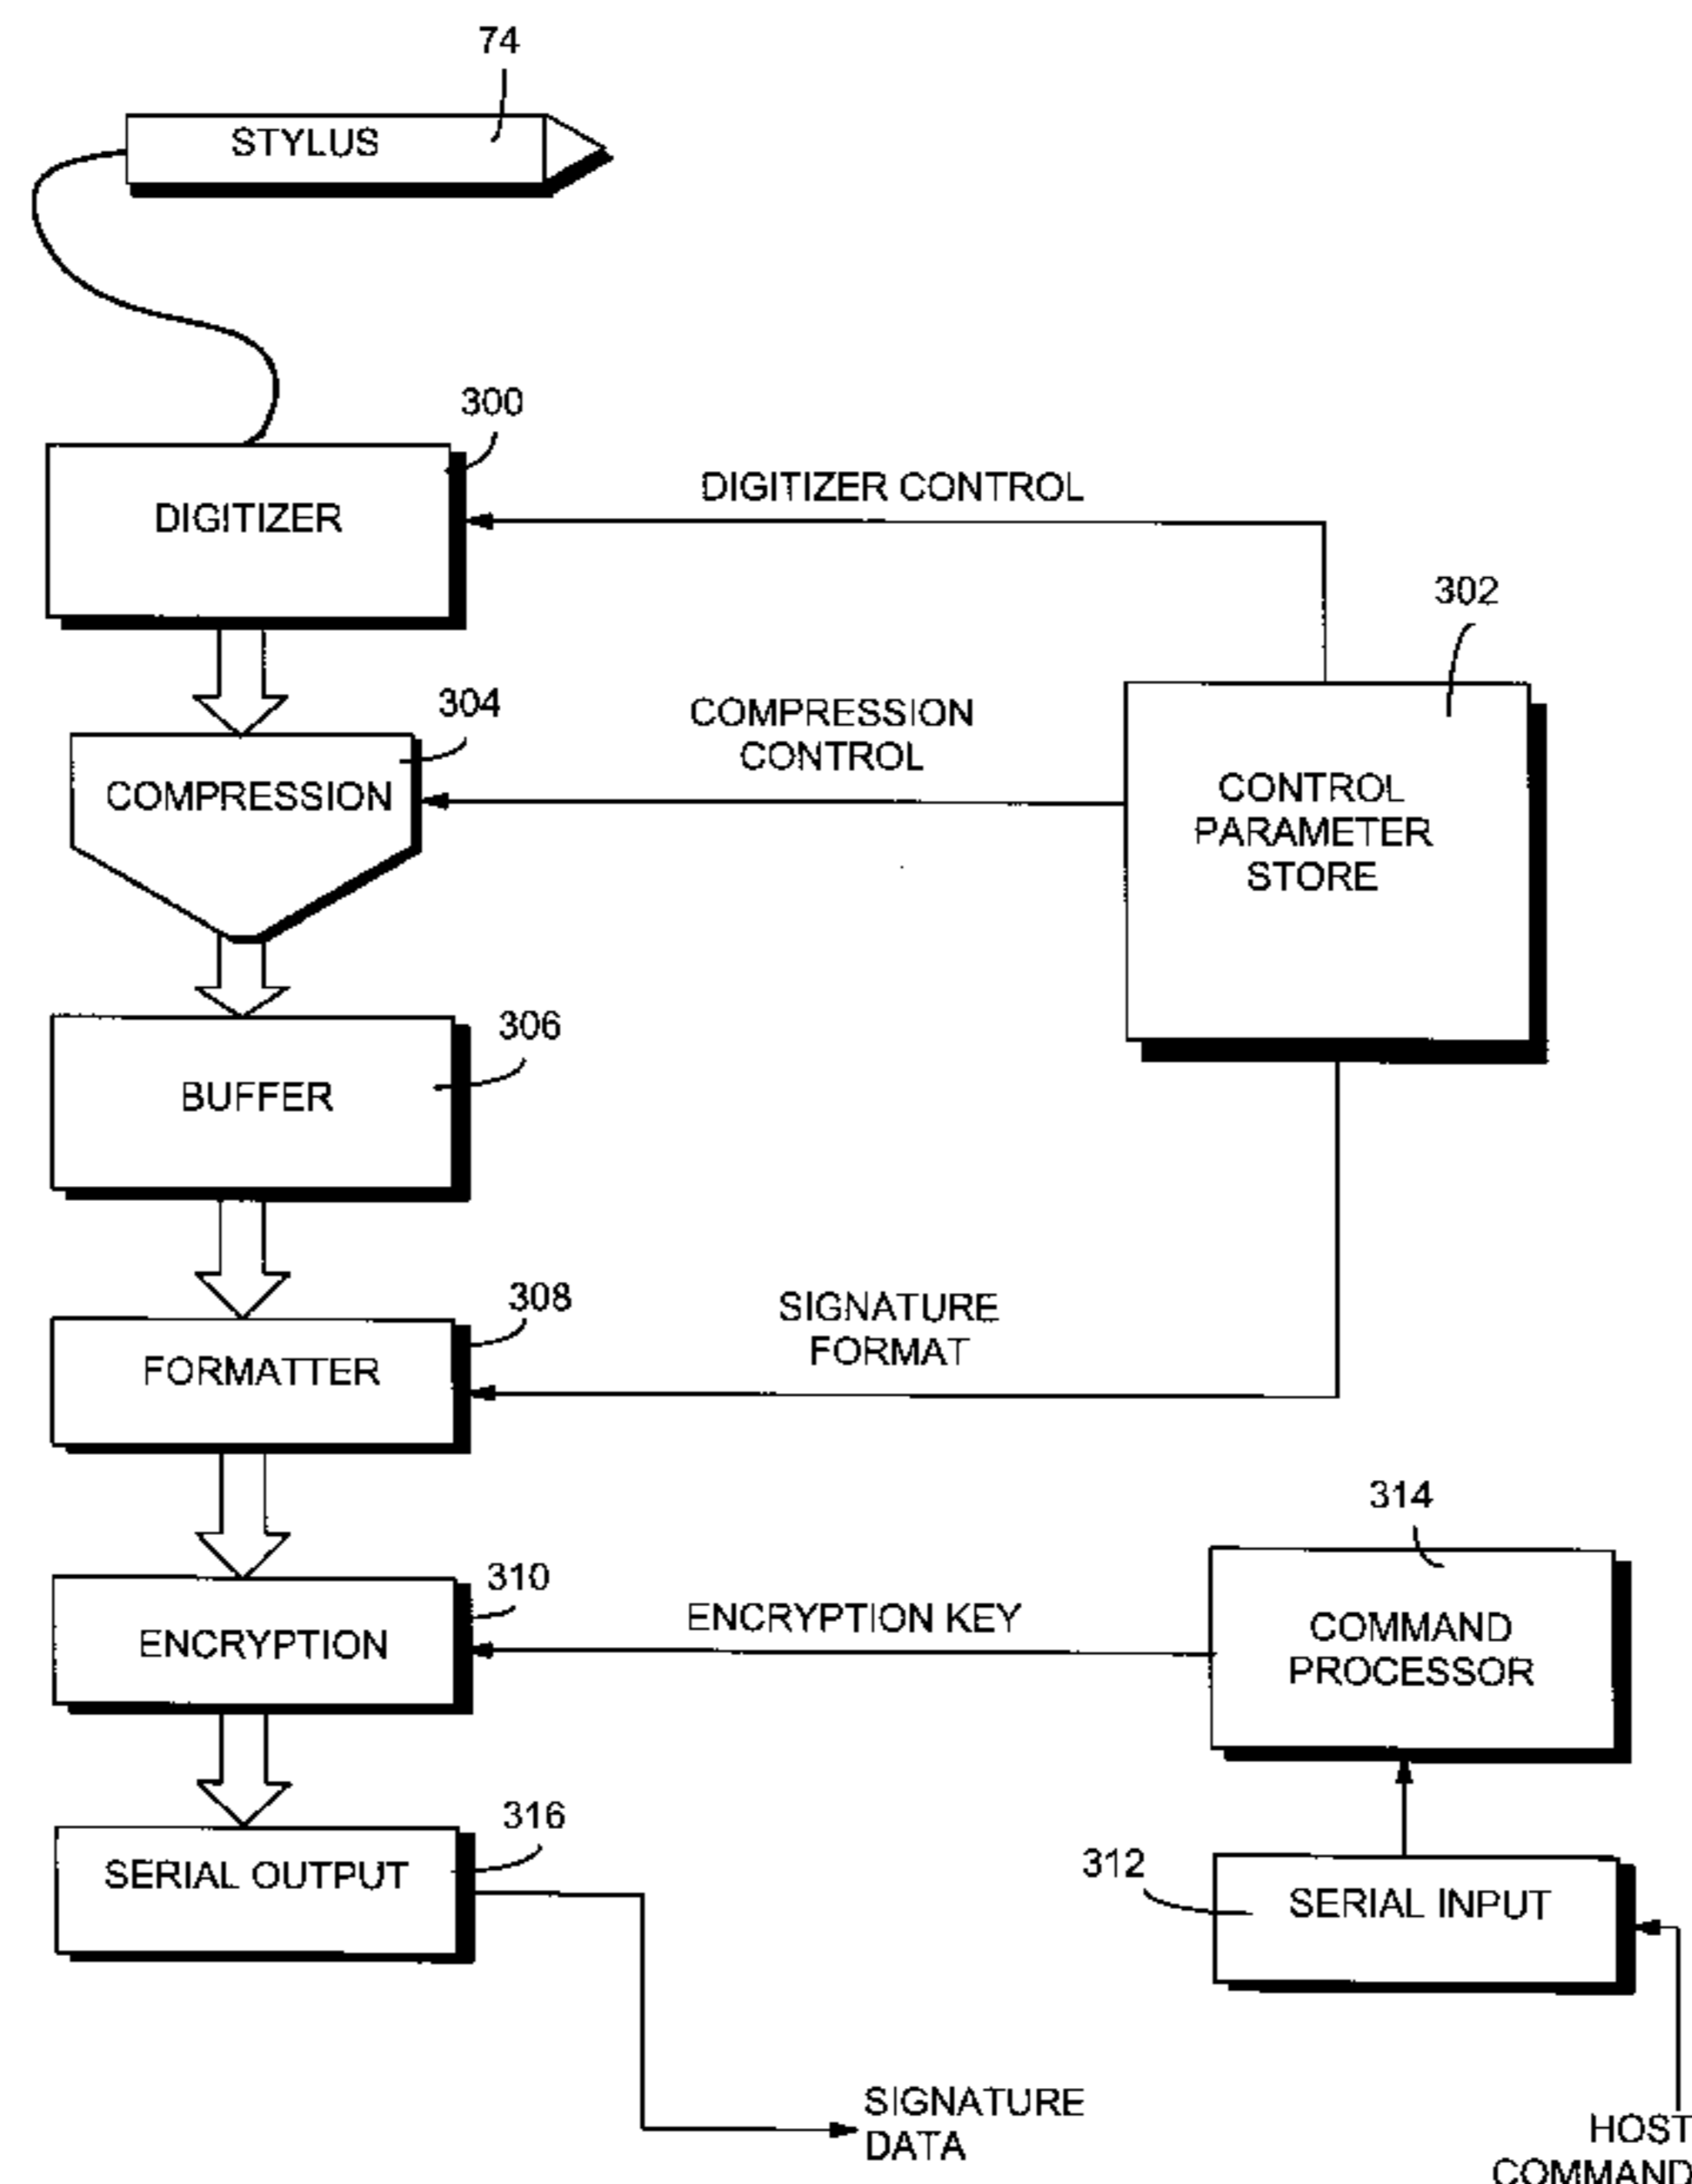 74
STYLUS
300
DIGITIZER
DIGITIZER CONTROL
302
304
COMPRESSION
COMPRESSION
CONTROL
CONTROL
PARAMETER
STORE
306
BUFFER
308
FORMATTER
SIGNATURE
FORMAT
314
310
ENCRYPTION
ENCRYPTION KEY
COMMAND
PROCESSOR
316
SERIAL OUTPUT
312
SERIAL INPUT
SIGNATURE
DATA
HOST
COMMAND